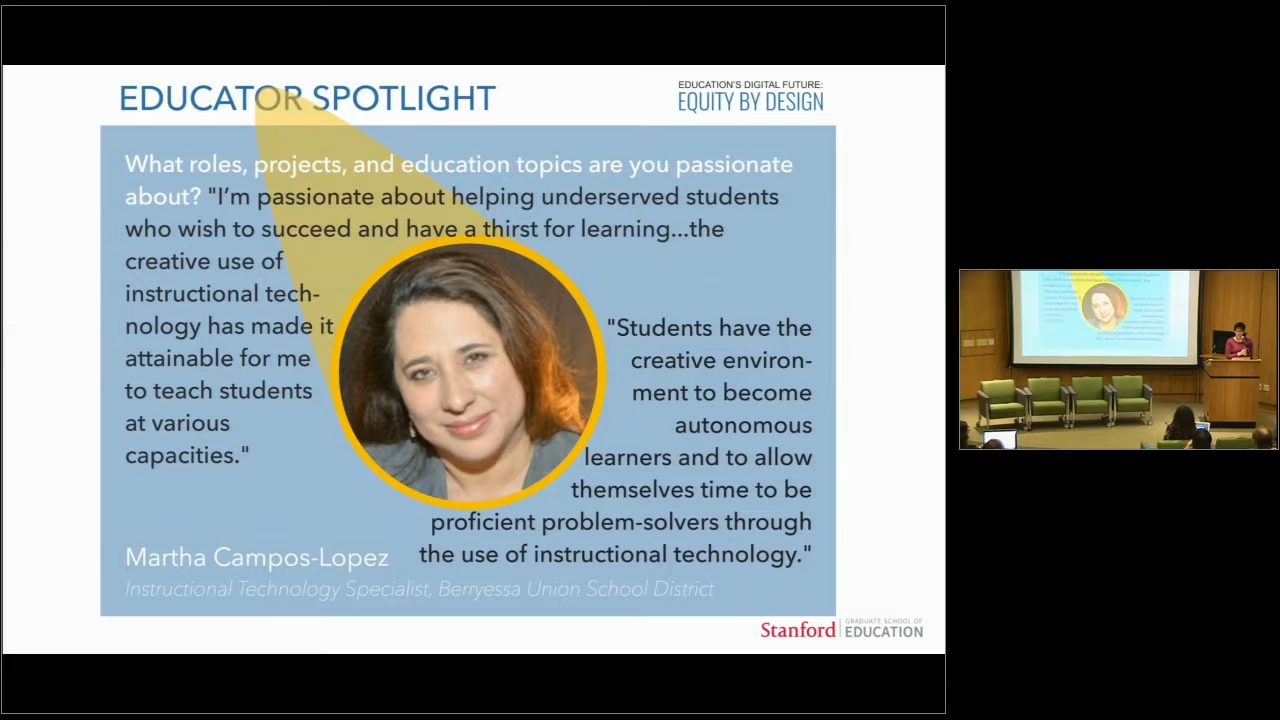 EDUCATOR SPOTLIGHT
EDUCATION'S DIGITAL FUTURE:
EQUITY BY DESIGN
What roles, projects, and education topics are you passionate
about? "I'm passionate about helping underserved students
who wish to succeed and have a thirst for learning...the
creative use of
instructional tech-
nology has made it
attainable for me
to teach students
at various
capacities."
"Students have the
creative environ-
ment to become
autonomous
learners and to allow
themselves time to be
proficient problem-solvers through
the use of instructional technology."
Martha Campos-Lopez
Instructional Technology Specialist, Berryessa Union School District
Stanford
GRADUATE SCHOOL OF
EDUCATION